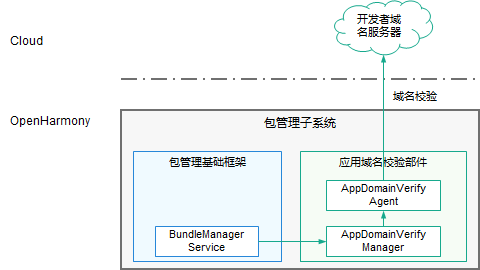 开发者域
名服务器
Cloud
域名校验
OpenHarmony
包管理子系统
包管理基础框架
应用域名校验部件
AppDomainVerify
Agent
BundleManager
Service
AppDomainVerify
Manager